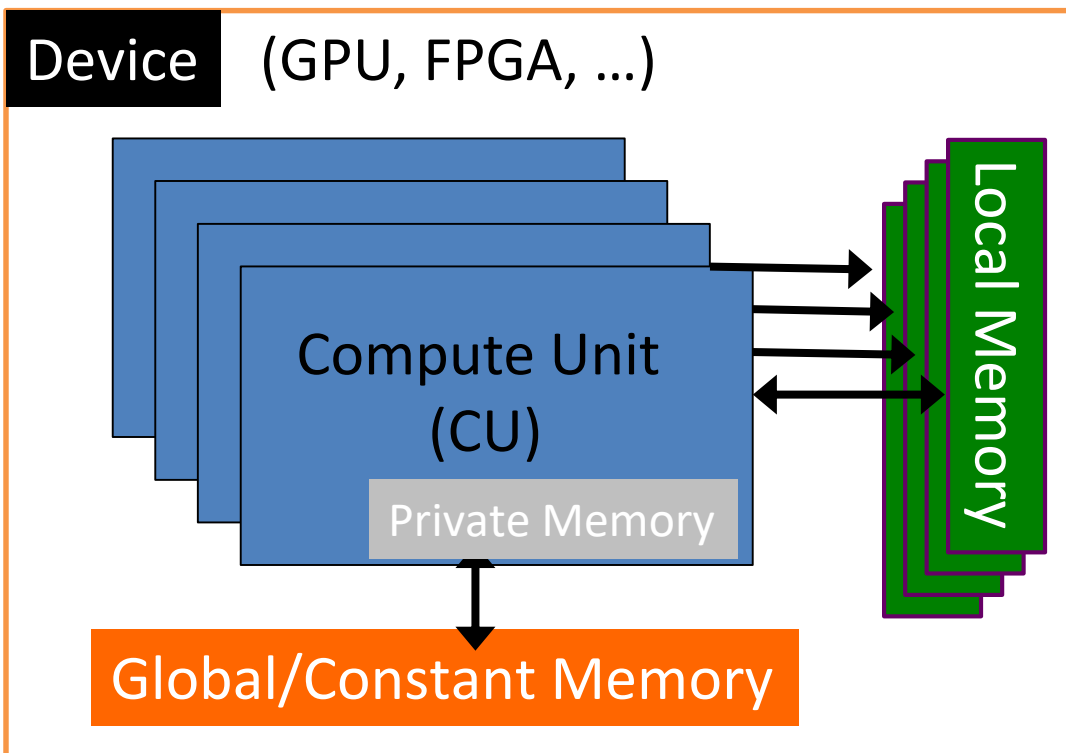 Device (GPU, FPGA, …)
Compute Unit
(CU)
Private Memory
Local Memory
Global/Constant Memory